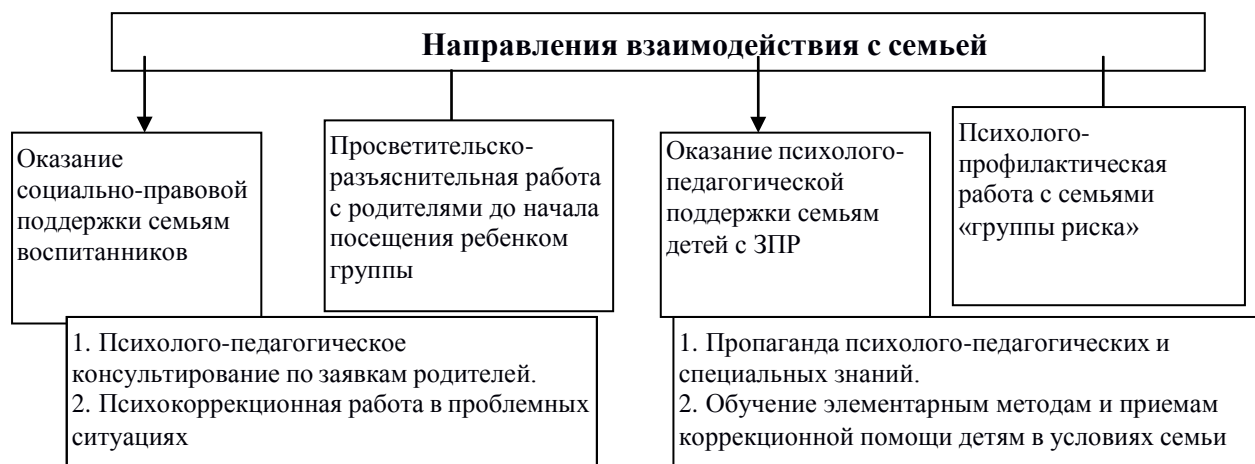 Направления взаимодействия с семьей
Оказание
социально-правовой
поддержки семьям
воспитанников
Просветительско-
разъяснительная работа
с родителями до начала
посещения ребенком
группы
Оказание психолого-
педагогической
поддержки семьям
детей с ЗПР
Психолого-
профилактическая
работа с семьями
«группы риска»
1. Психолого-педагогическое
консультирование по заявкам родителей.
2. Психокоррекционная работа в проблемных
ситуациях
1. Пропаганда психолого-педагогических и
специальных знаний.
2. Обучение элементарным методам и приемам
коррекционной помощи детям в условиях семьи